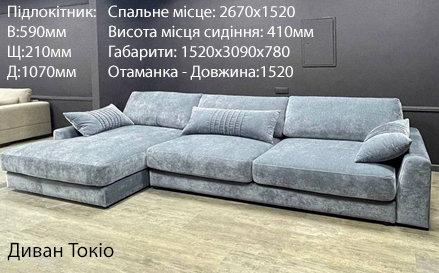 Підлокітник: Спальне місце: 2670х1520
В:590мм Висота місця сидіння: 410мм
Щ:210мм Габарити: 1520х3090х780
Д:1070мм Отаманка - Довжина:1520
Диван Токіо